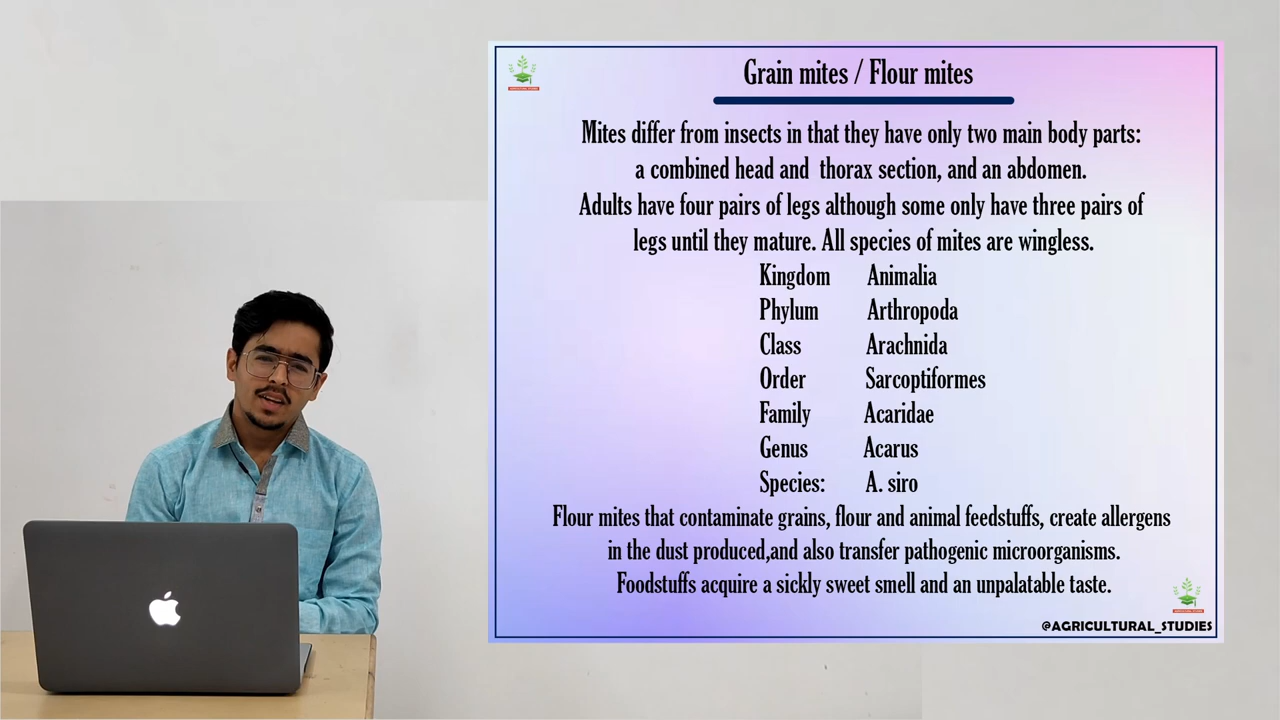 Grain mites / Flour mites
Mites differ from insects in that they have only two main body parts:
a combined head and thorax section, and an abdomen.
Adults have four pairs of legs although some only have three pairs of
legs until they mature. All species of mites are wingless.
Kingdom Animalia
Phylum Arthropoda
Class Arachnida
Order Sarcoptiformes
Family Acaridae
Genus Acarus
Species: A. siro
Flour mites that contaminate grains, flour and animal feedstuffs, create allergens
in the dust produced,and also transfer pathogenic microorganisms.
Foodstuffs acquire a sickly sweet smell and an unpalatable taste.
@AGRICULTURAL_STUDIES